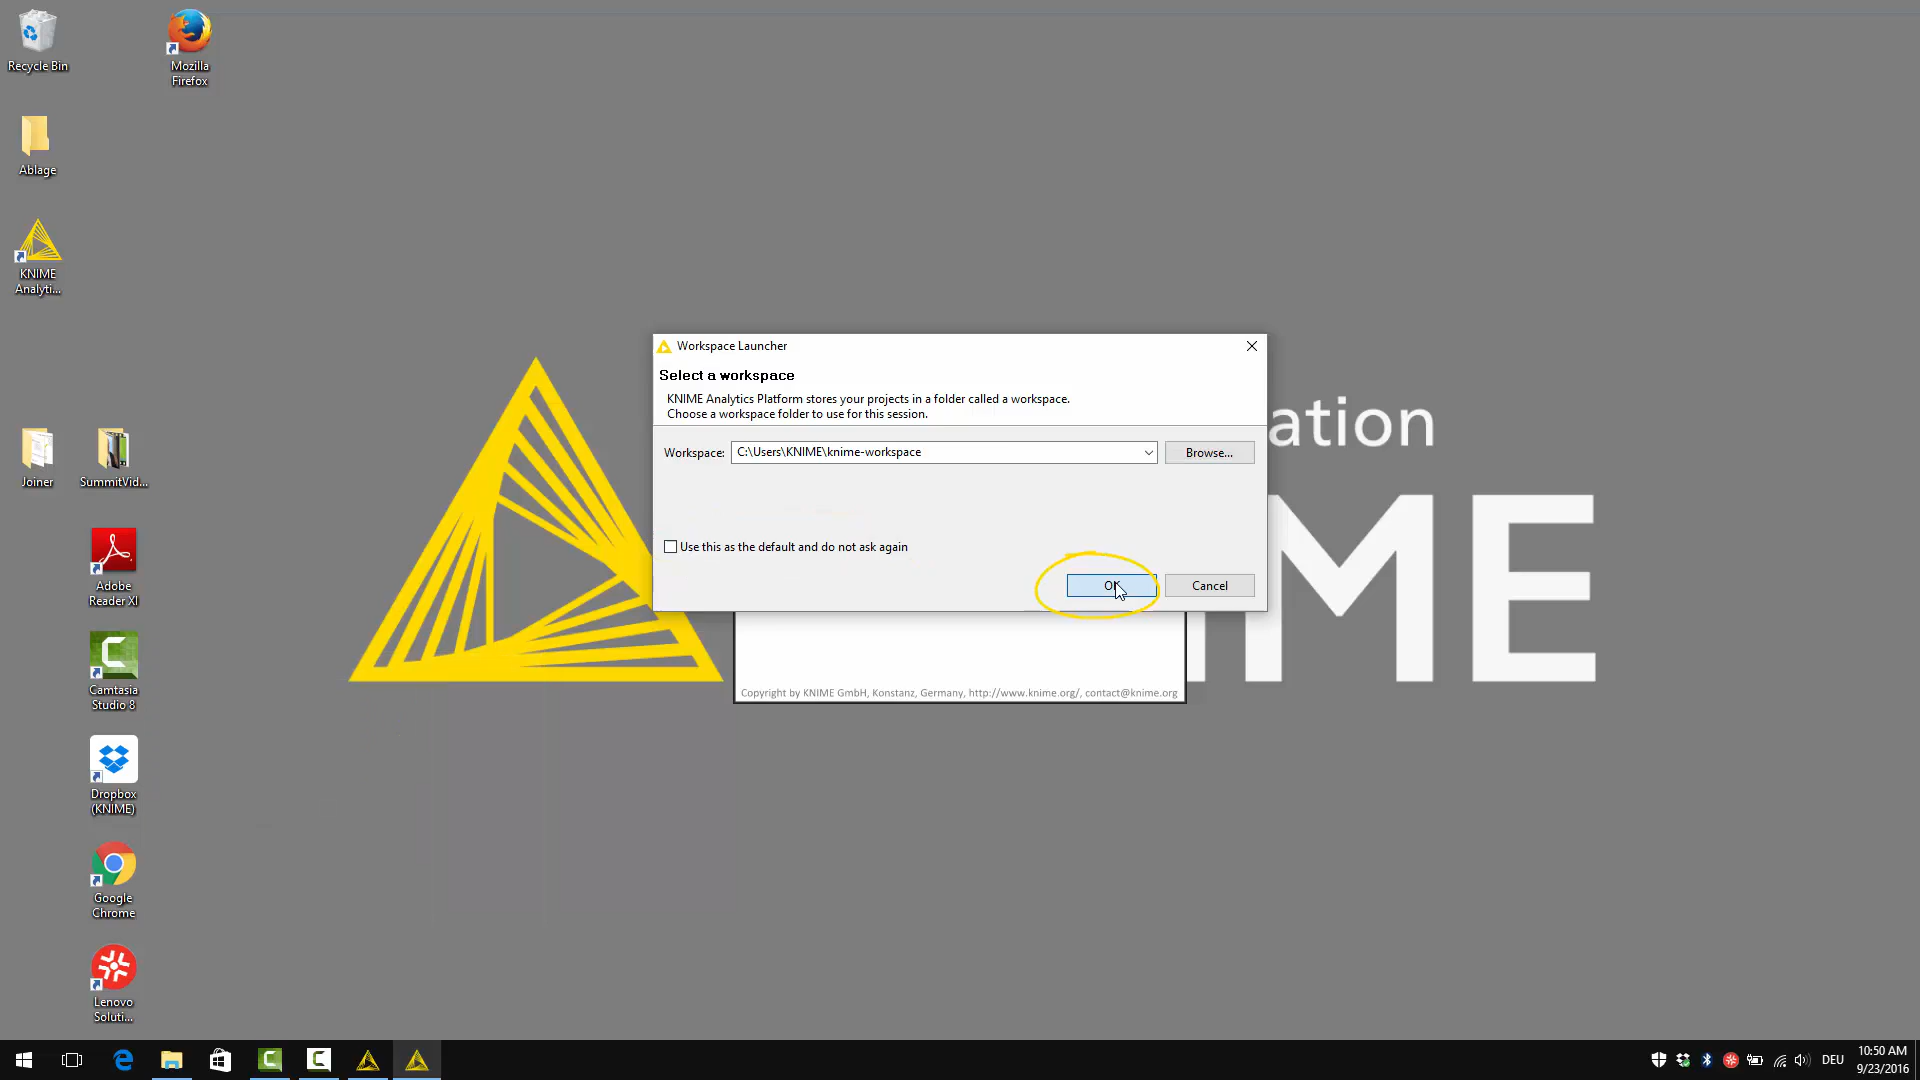 Recycle Bin
Mozilla
Firefox
Ablage
KNIME
Analyti...
Joiner
SummitVid...
Adobe
Reader XI
Camtasia
Studio 8
Dropbox
(KNIME)
Google
Chrome
Lenovo
Soluti...
Workspace Launcher
Select a workspace
KNIME Analytics Platform stores your projects in a folder called a workspace.
Choose a workspace folder to use for this session.
Workspace:
C:\Users\KNIME\knime-workspace
Browse...
Use this as the default and do not ask again
OK
Cancel
ation
IME
Copyright by KNIME GmbH, Konstanz, Germany, http://www.knime.org/, contact@knime.org
DEU
10:50 AM
9/23/2016